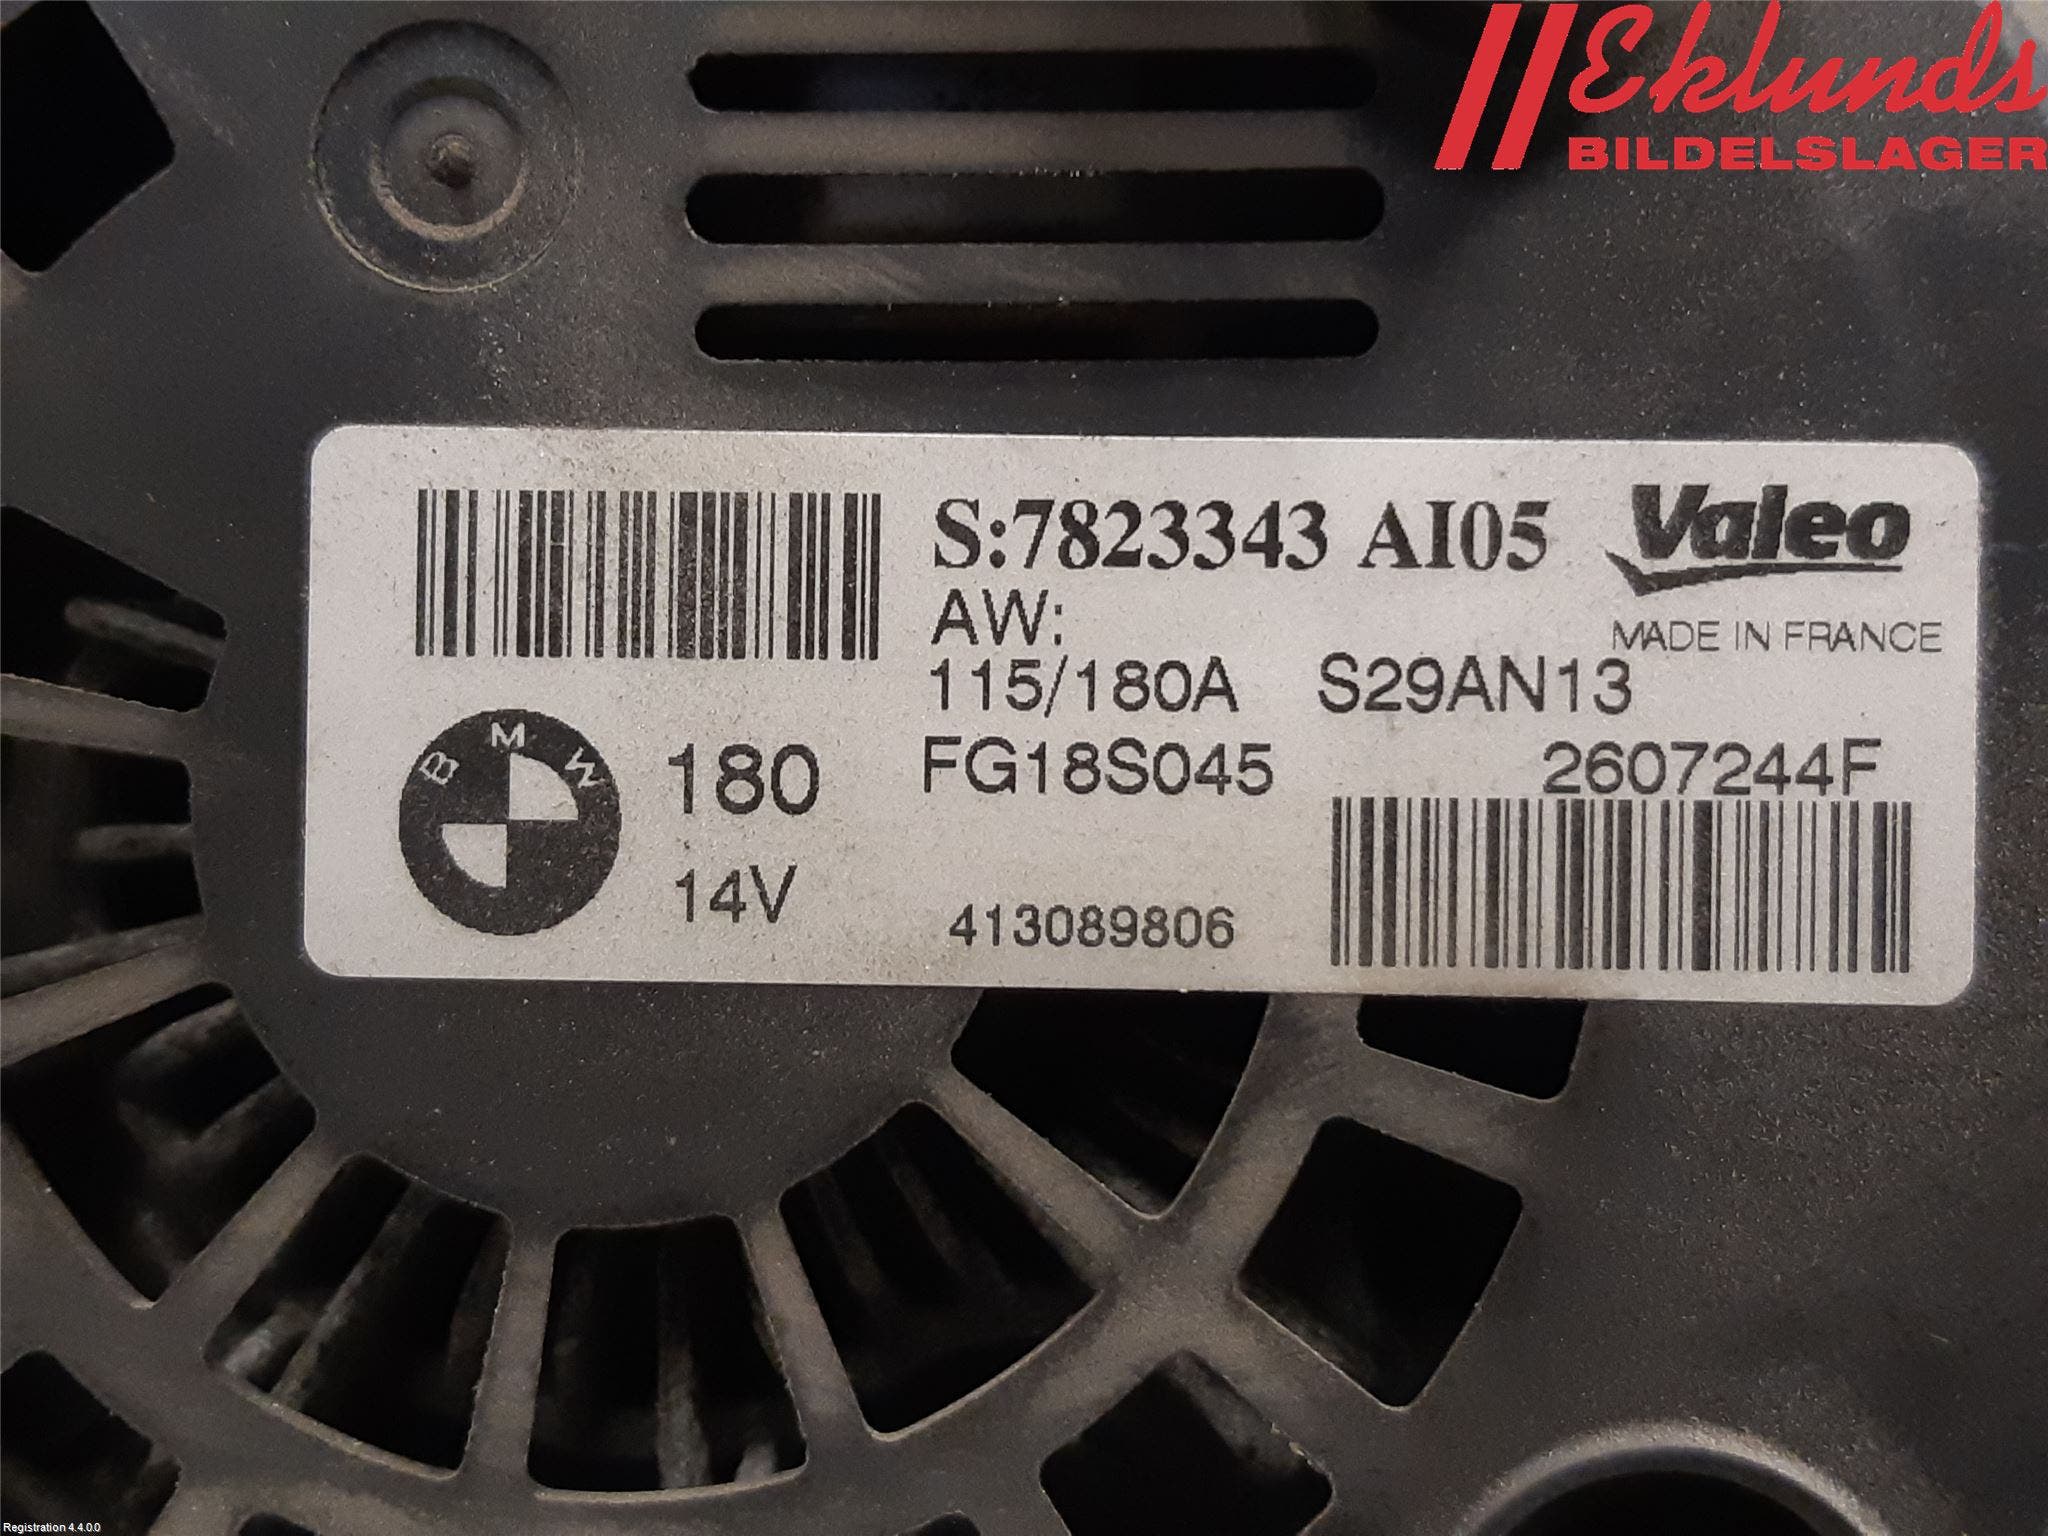 Eklunds
BILDELSLAGER
S:7823343 AI05
Valeo
AW:
MADE IN FRANCE
115/180A S29AN13
BMW
180
FG18S045
2607244F
14V
413089806
Registration 4.4.0.0